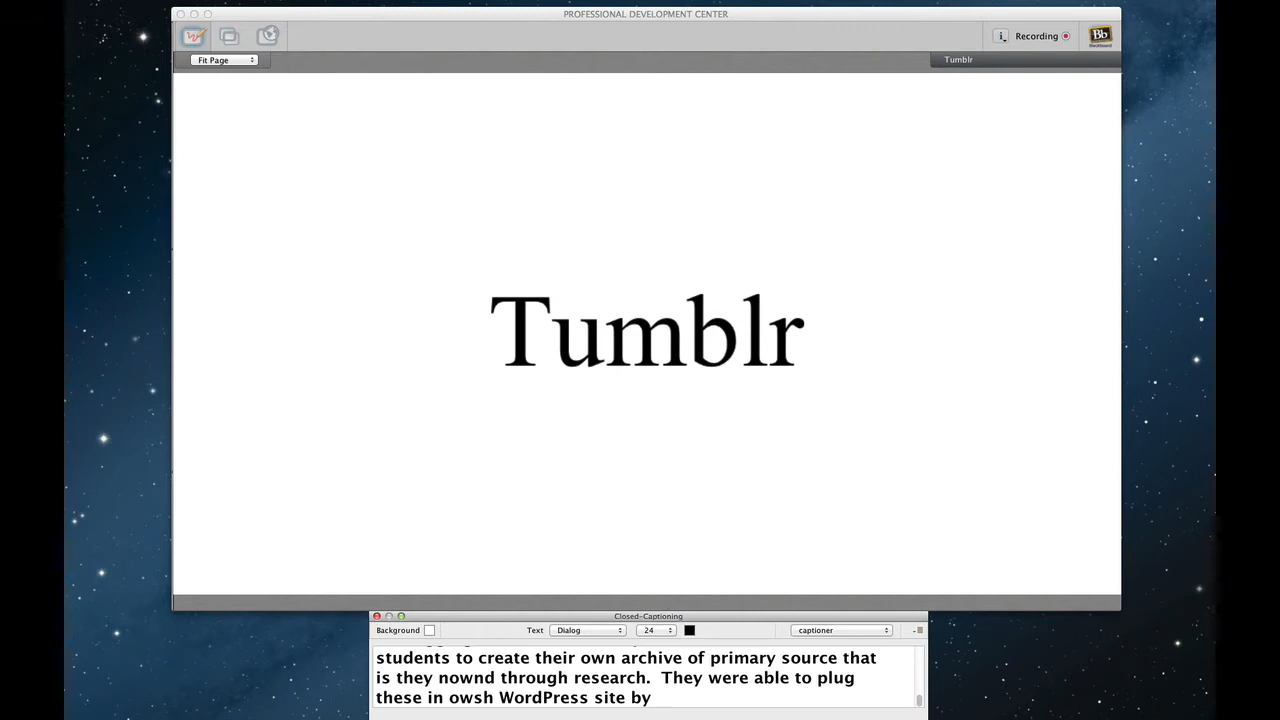 PROFESSIONAL DEVELOPMENT CENTER
i Recording Bb
Blackboard
Fit Page Tumblr
Tumblr
Closed-Captioning
Background Text Dialog 24 captioner
students to create their own archive of primary source that
is they nownd through research. They were able to plug
these in owsh WordPress site by